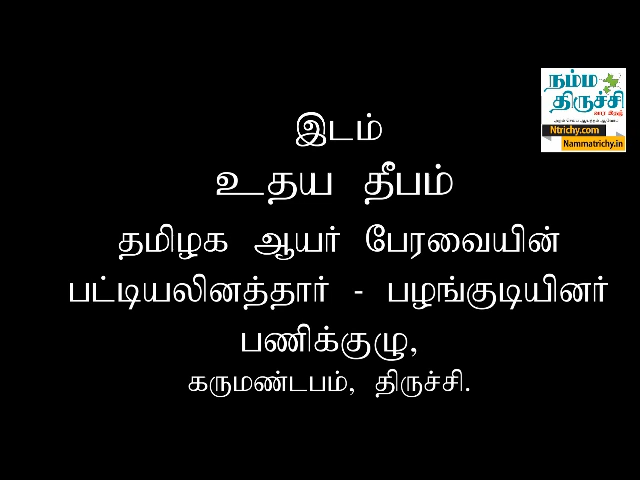 நம்ம
திருச்சி
வார இதழ்
Ntrichy.com
Nammatrichy.in
இடம்
உதய தீபம்
தமிழக ஆயர் பேரவையின்
பட்டியலினத்தார் - பழங்குடியினர்
பணிக்குழு,
கருமண்டபம், திருச்சி.